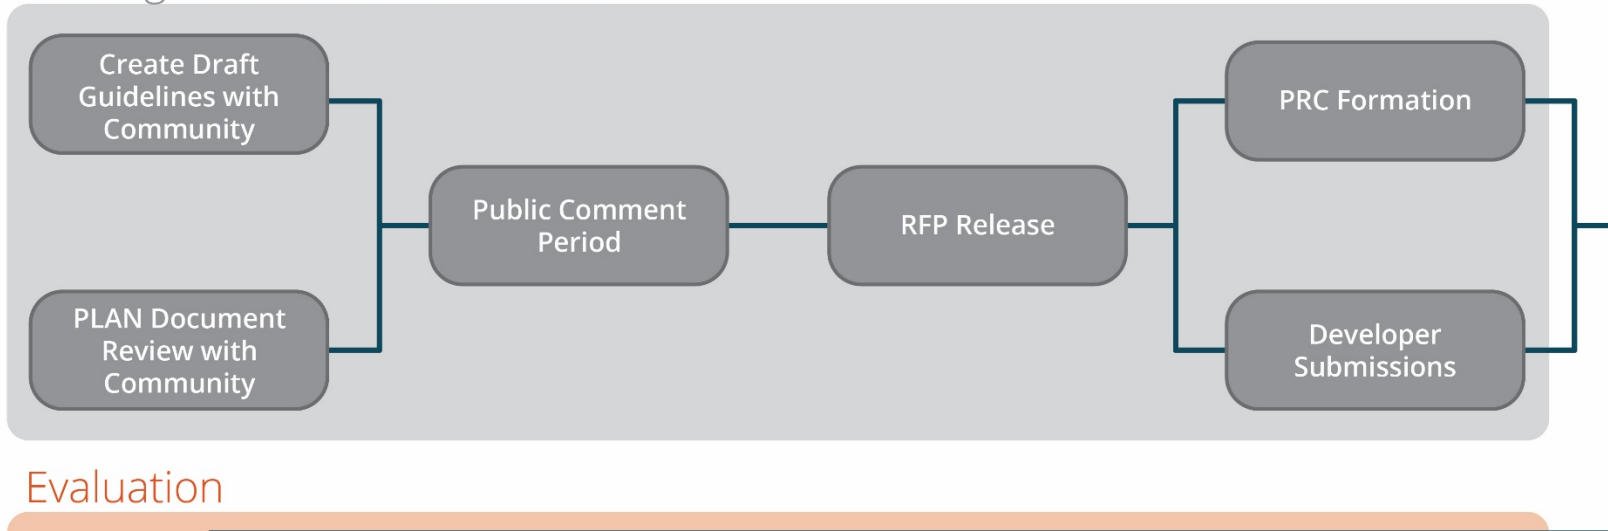 Create Draft
Guidelines with
Community
PRC Formation
Public Comment
Period
RFP Release
PLAN Document
Review with
Community
Developer
Submissions
Evaluation